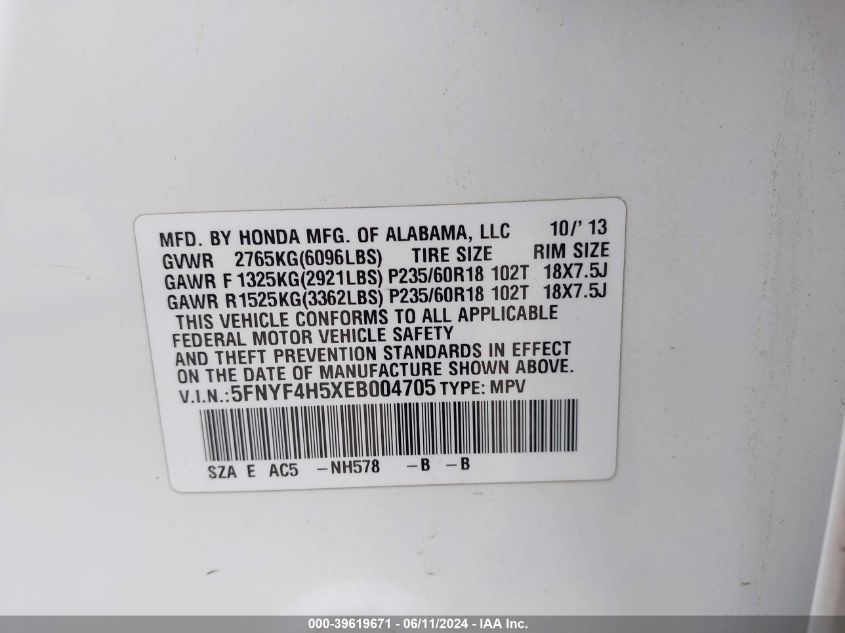 MFD. BY HONDA MFG. OF ALABAMA, LLC 10/' 13
GVWR 2765KG(6096LBS) TIRE SIZE RIM SIZE
GAWR F 1325KG(2921LBS) P235/60R18 102T 18X7.5J
GAWR R1525KG(3362LBS) P235/60R18 102T 18X7.5J
THIS VEHICLE CONFORMS TO ALL APPLICABLE
FEDERAL MOTOR VEHICLE SAFETY
AND THEFT PREVENTION STANDARDS IN EFFECT
ON THE DATE OF MANUFACTURE SHOWN ABOVE.
V.I.N.:5FNYF4H5XEB004705 TYPE: MPV
SZA E AC5 -NH578 -B -B
000-39619671 - 06/11/2024 - IAA Inc.